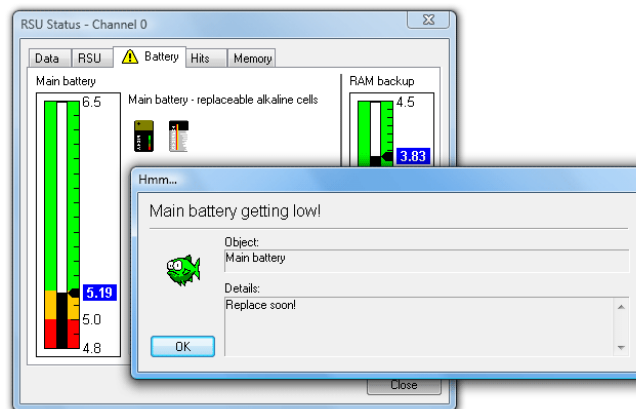 RSU Status - Channel 0
Data RSU Battery Hits Memory
Main battery
RAM backup
6.5
Main battery - replaceable alkaline cells
4.5
3.83
5.19
5.0
4.8
Hmm...
Main battery getting low!
Object:
Main battery
Details:
Replace soon!
OK
Close